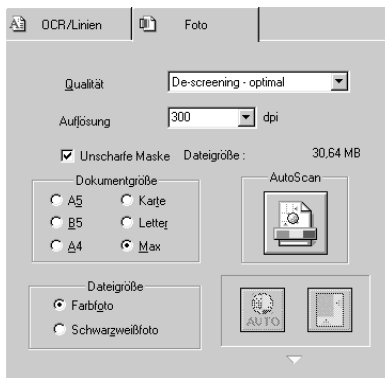 OCR/Linien Foto
Qualität De-screening - optimal
Auflösung 300 dpi
Unscharfe Maske Dateigröße : 30,64 MB
Dokumentgröße AutoScan
A5 Karte
B5 Letter
A4 Max
Dateigröße
Farbfoto
Schwarzweißfoto
AUTO